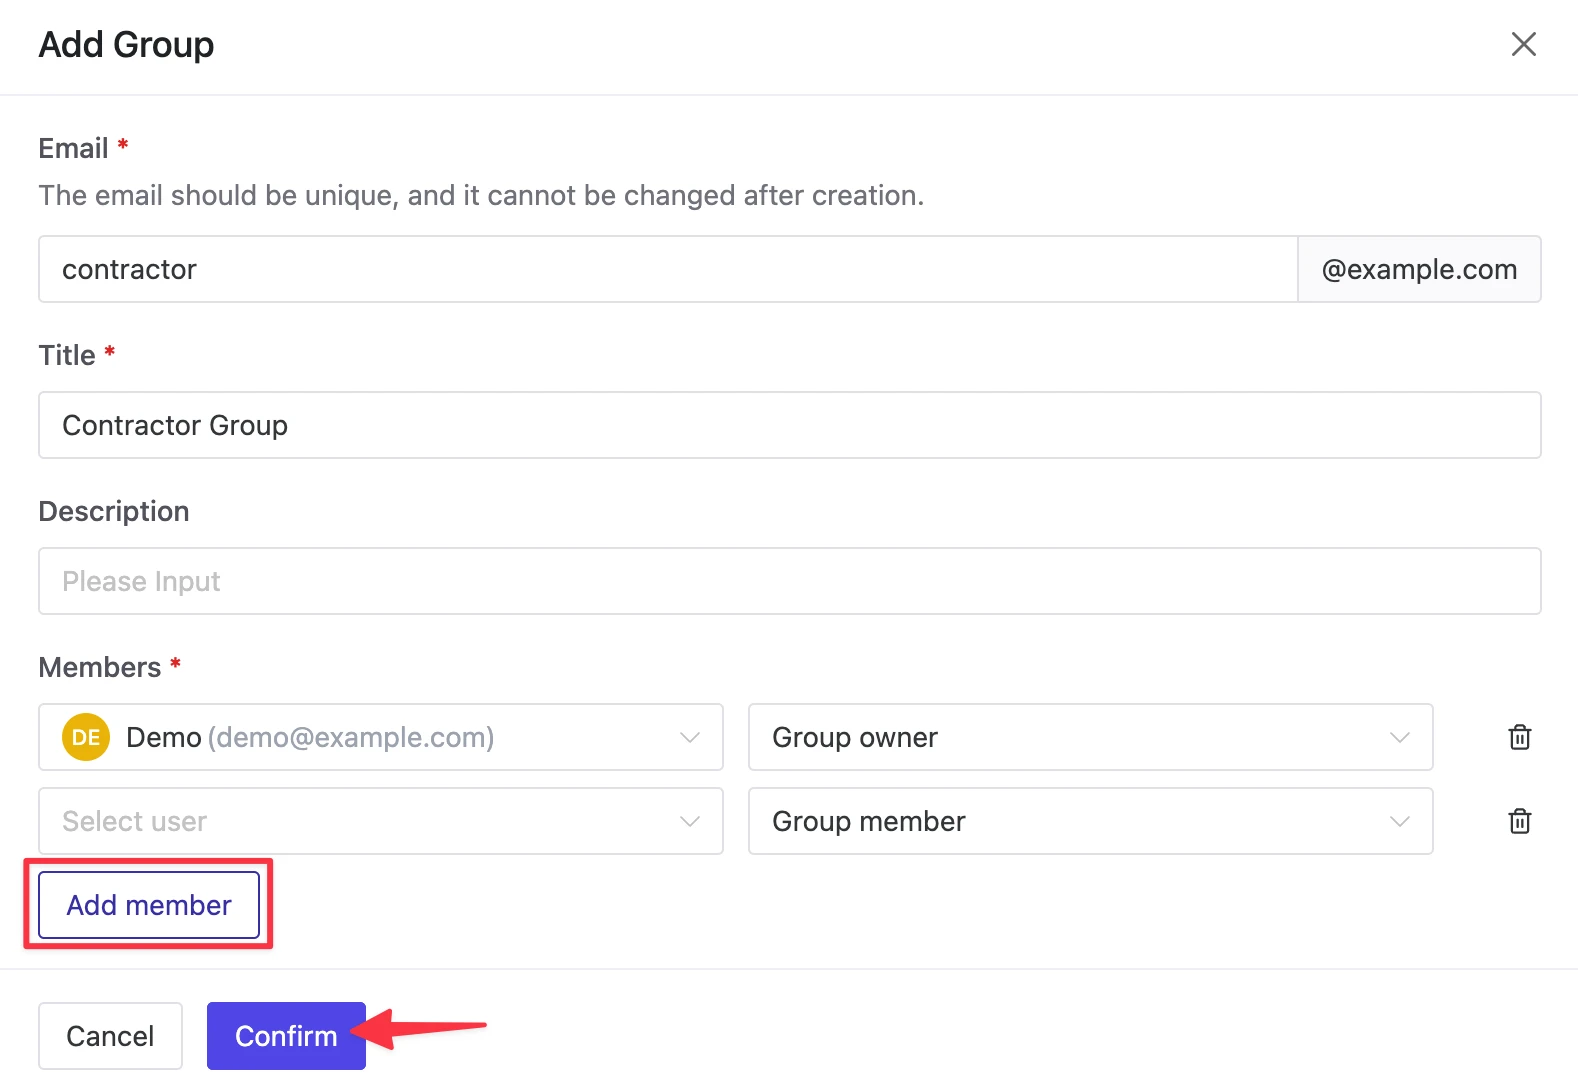 Add Group
Email *
The email should be unique, and it cannot be changed after creation.
contractor @example.com
Title *
Contractor Group
Description
Please Input
Members *
DE Demo (demo@example.com) Group owner
Select user Group member
Add member
Cancel Confirm